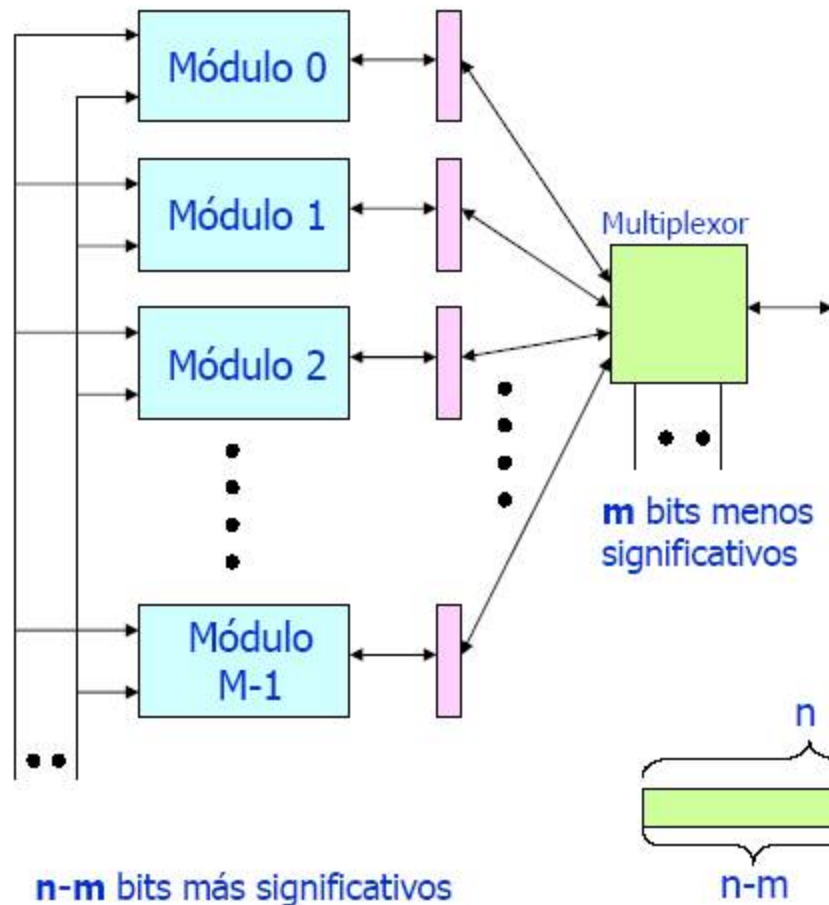 Módulo 0
Módulo 1
Multiplexor
Módulo 2
m bits menos
significativos
Módulo
M-1
n
n-m
n-m bits más significativos